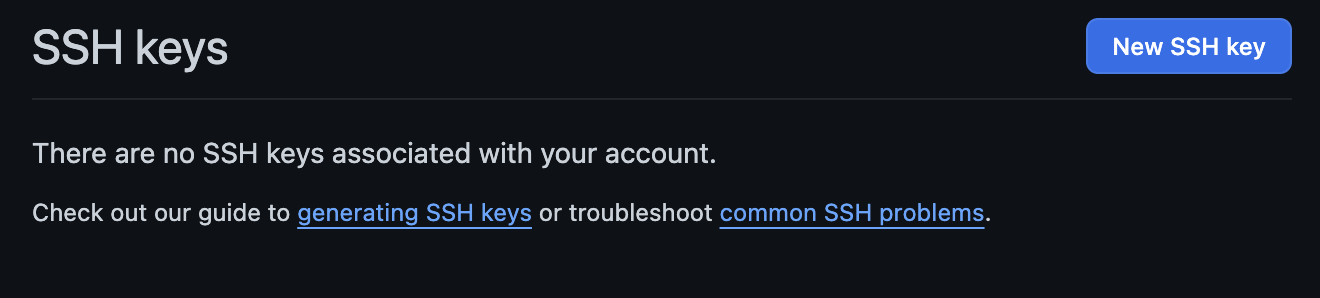 SSH keys
New SSH key
There are no SSH keys associated with your account.
Check out our guide to generating SSH keys or troubleshoot common SSH problems.